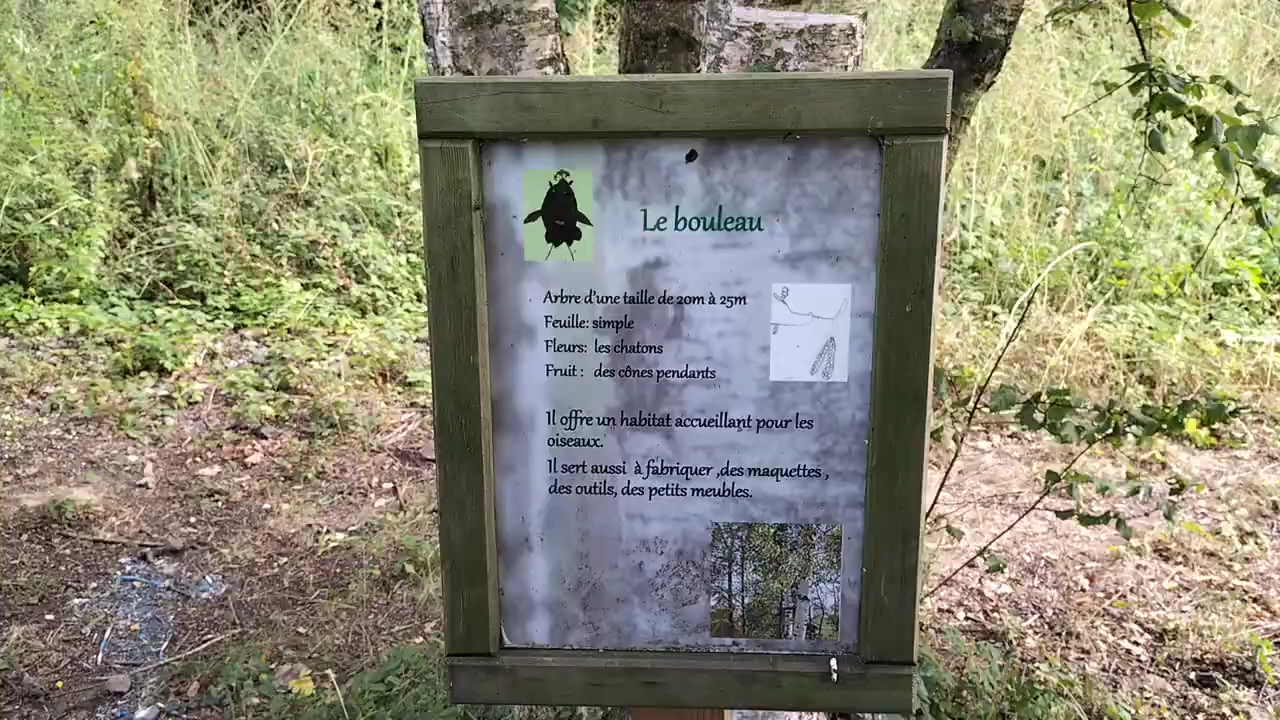 Le bouleau
Arbre d'une taille de 20m à 25m
Feuille: simple
Fleurs: les chatons
Fruit : des cônes pendants
Il offre un habitat accueillant pour les
oiseaux.
Il sert aussi à fabriquer ,des maquettes ,
des outils, des petits meubles.